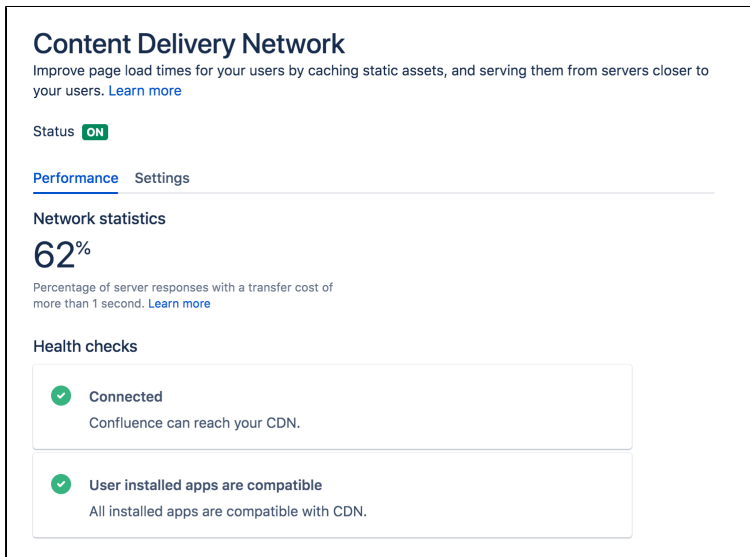 Content Delivery Network
Improve page load times for your users by caching static assets, and serving them from servers closer to
your users. Learn more
Status ON
Performance Settings
Network statistics
62%
Percentage of server responses with a transfer cost of
more than 1 second. Learn more
Health checks
Connected
Confluence can reach your CDN.
User installed apps are compatible
All installed apps are compatible with CDN.